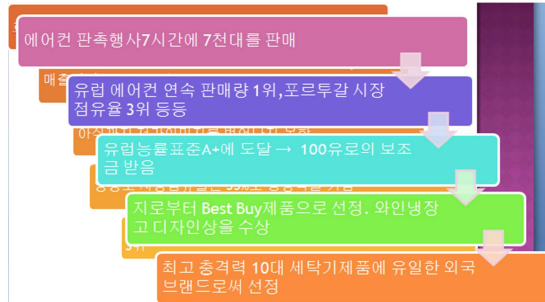 에어컨 판촉행사7시간에 7천대를 판매
매출
유럽 에어컨 연속 판매량 1위,포르투갈 시장
점유율 3위 등등
유럽능률표준A+에 도달 → 100유로의 보조
금 받음
지로부터 Best Buy제품으로 선정. 와인냉장
고 디자인상을 수상
최고 충격력 10대 세탁기제품에 유일한 외국
브랜드로써 선정